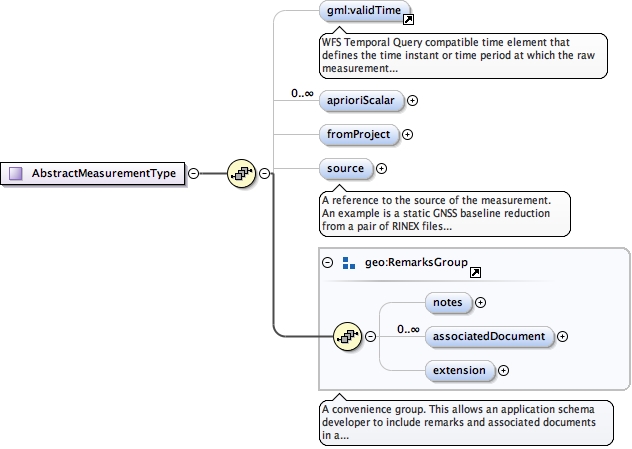 gml:validTime
WFS Temporal Query compatible time element that
defines the time instant or time period at which the raw
measurement...
0..∞
aprioriScalar
fromProject
AbstractMeasurementType
source
A reference to the source of the measurement.
An example is a static GNSS baseline reduction
from a pair of RINEX files...
geo:RemarksGroup
notes
0..∞
associatedDocument
extension
A convenience group. This allows an application schema
developer to include remarks and associated documents
in a...